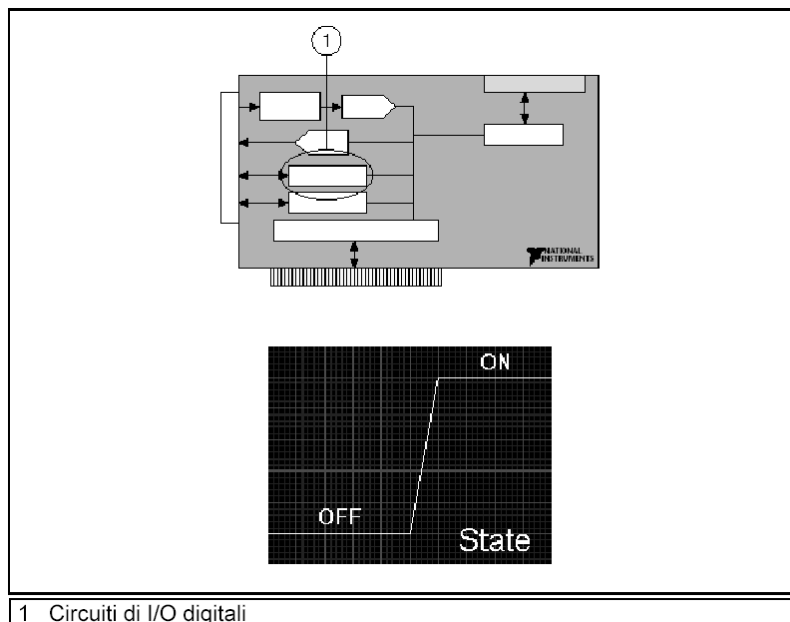 1
NATIONAL
INSTRUMENTS
ON
OFF
State
1 Circuiti di I/O digitali